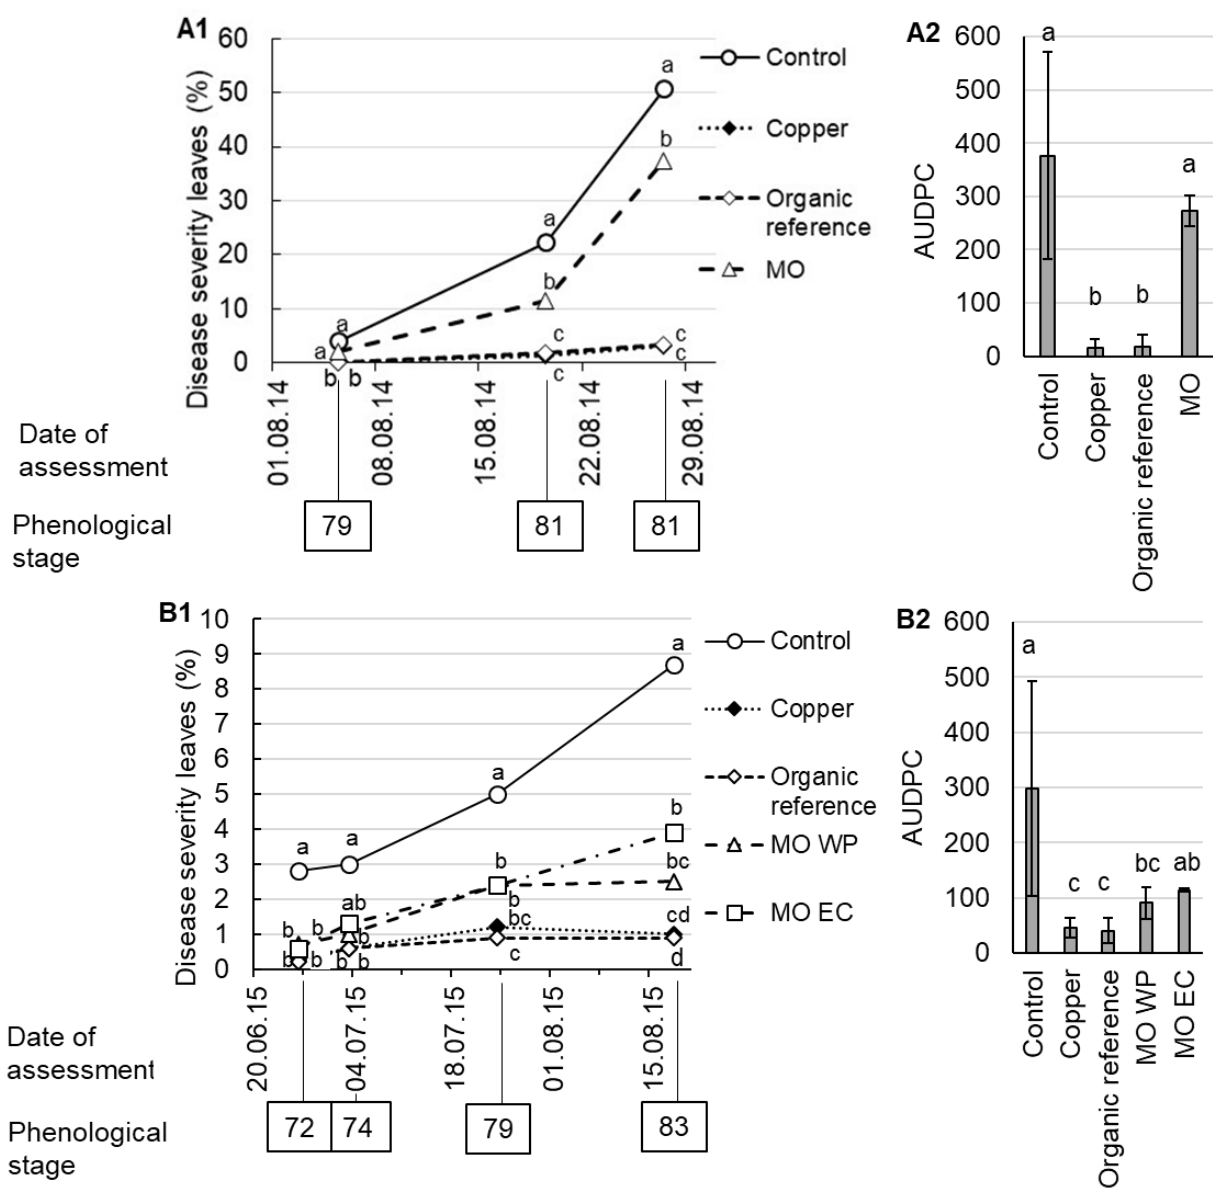 A1
60
50
40
30
20
10
0
Disease severity leaves (%)
a
a
b
a
b
c
c
a
b b
c
c
Control
Copper
Organic
reference
MO
01.08.14
08.08.14
15.08.14
22.08.14
29.08.14
Date of
assessment
Phenological
stage
79
81
81
A2
600
500
400
300
200
100
0
AUDPC
a
b
b
a
Control
Copper
Organic reference
MO
B1
10
9
8
7
6
5
4
3
2
1
0
Disease severity leaves (%)
a
a
a
a
b
bc
cd
d
b
b
bc
c
ab
b
b b
b
b
b b
Control
Copper
Organic
reference
MO WP
MO EC
20.06.15
04.07.15
18.07.15
01.08.15
15.08.15
Date of
assessment
Phenological
stage
72
74
79
83
B2
600
500
400
300
200
100
0
AUDPC
a
c
c
bc
ab
Control
Copper
Organic reference
MO WP
MO EC